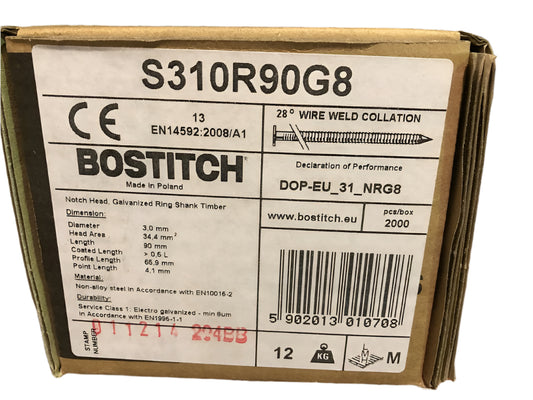 S310R90G8
CE
13
EN14592:2008/A1
28° WIRE WELD COLLATION
BOSTITCH®
Made In Poland
Declaration of Performance
DOP-EU_31_NRG8
Notch Head, Galvanized Ring Shank Timber
Dimension:
Diameter 3,0 mm
Head Area 34,4 mm²
Length 90 mm
Coated Length > 0,5 L
Profile Length 65,9 mm
Point Length 4,1 mm
Material:
Non-alloy steel in Accordance with EN10016-2
Durability:
Service Class 1: Electro galvanized - min 8um
in Accordance with EN1995-1-1
www.bostitch.eu
pcs/box
2000
5 902013 010708
STAMP
NUMBER
011214
12 KG
M